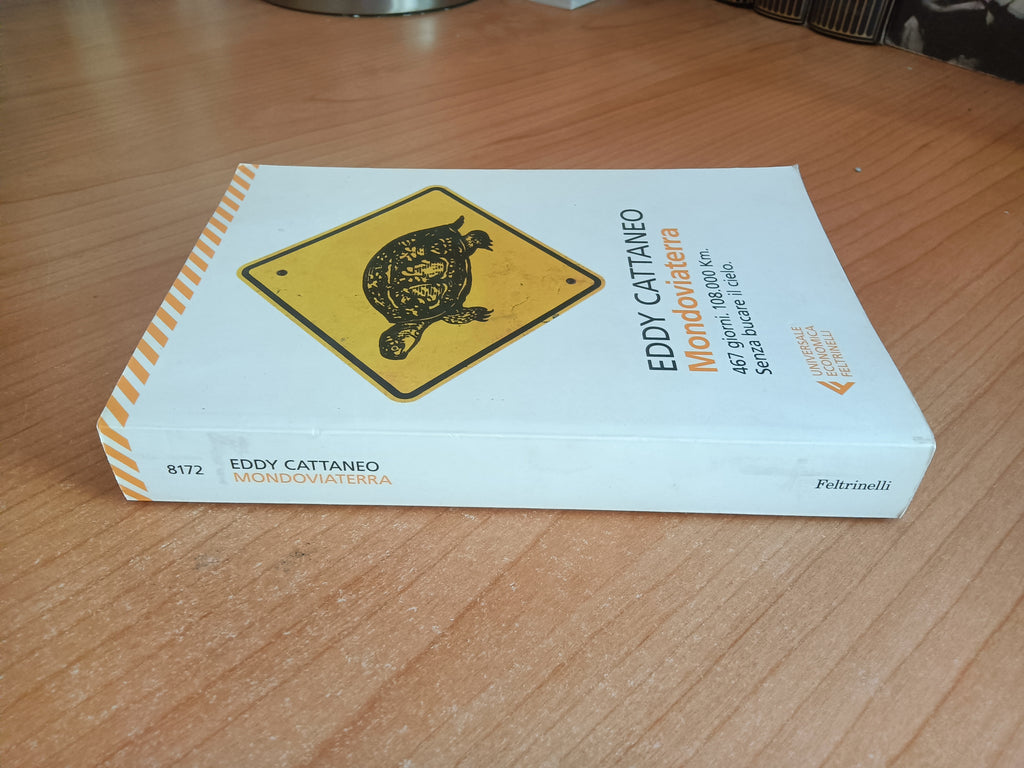 EDDY CATTANEO
Mondoviaterra
467 giorni. 108.000 Km.
Senza bucare il cielo.
UNIVERSALE
ECONOMICA
FELTRINELLI
8172
EDDY CATTANEO
MONDOVIATERRA
Feltrinelli